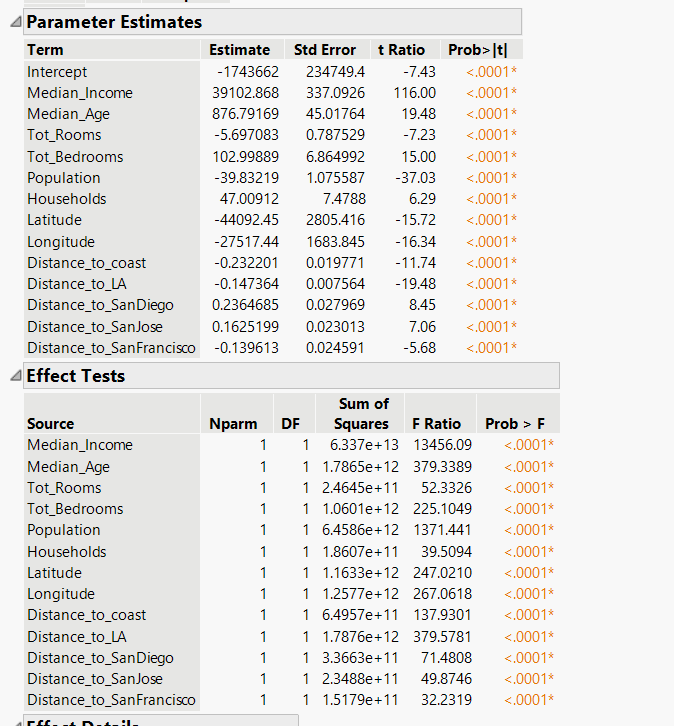 Parameter Estimates
Term Estimate Std Error t Ratio Prob>|t|
Intercept -1743662 234749.4 -7.43 <.0001*
Median_Income 39102.868 337.0926 116.00 <.0001*
Median_Age 876.79169 45.01764 19.48 <.0001*
Tot_Rooms -5.697083 0.787529 -7.23 <.0001*
Tot_Bedrooms 102.99889 6.864992 15.00 <.0001*
Population -39.83219 1.075587 -37.03 <.0001*
Households 47.00912 7.4788 6.29 <.0001*
Latitude -44092.45 2805.416 -15.72 <.0001*
Longitude -27517.44 1683.845 -16.34 <.0001*
Distance_to_coast -0.232201 0.019771 -11.74 <.0001*
Distance_to_LA -0.147364 0.007564 -19.48 <.0001*
Distance_to_SanDiego 0.2364685 0.027969 8.45 <.0001*
Distance_to_SanJose 0.1625199 0.023013 7.06 <.0001*
Distance_to_SanFrancisco -0.139613 0.024591 -5.68 <.0001*
Effect Tests
Sum of
Source Nparm DF Squares F Ratio Prob > F
Median_Income 1 1 6.337e+13 13456.09 <.0001*
Median_Age 1 1 1.7865e+12 379.3389 <.0001*
Tot_Rooms 1 1 2.4645e+11 52.3326 <.0001*
Tot_Bedrooms 1 1 1.0601e+12 225.1049 <.0001*
Population 1 1 6.4586e+12 1371.441 <.0001*
Households 1 1 1.8607e+11 39.5094 <.0001*
Latitude 1 1 1.1633e+12 247.0210 <.0001*
Longitude 1 1 1.2577e+12 267.0618 <.0001*
Distance_to_coast 1 1 6.4957e+11 137.9301 <.0001*
Distance_to_LA 1 1 1.7876e+12 379.5781 <.0001*
Distance_to_SanDiego 1 1 3.3663e+11 71.4808 <.0001*
Distance_to_SanJose 1 1 2.3488e+11 49.8746 <.0001*
Distance_to_SanFrancisco 1 1 1.5179e+11 32.2319 <.0001*
Effect Details